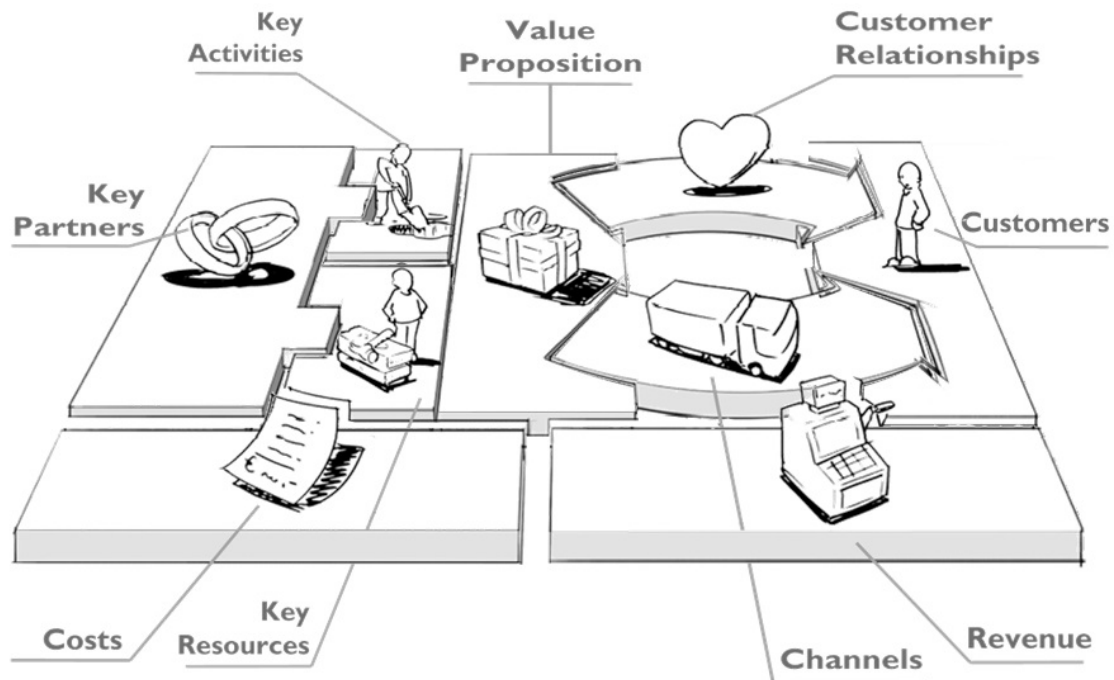 Key
Activities
Value
Proposition
Customer
Relationships
Key
Partners
Customers
Costs
Key
Resources
Channels
Revenue